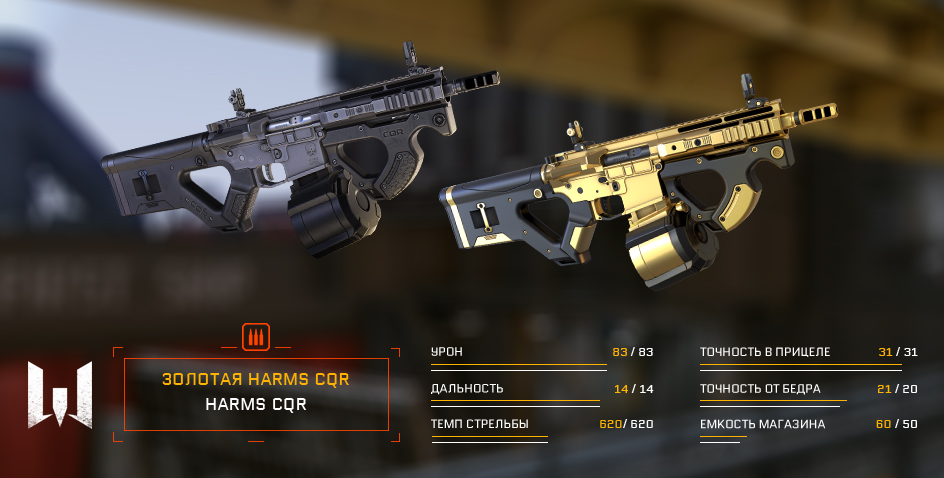 CQR
ЗОЛОТАЯ HARMS CQR
HARMS CQR
УРОН 83 / 83
ДАЛЬНОСТЬ 14 / 14
ТЕМП СТРЕЛЬБЫ 620/ 620
ТОЧНОСТЬ В ПРИЦЕЛЕ 31 / 31
ТОЧНОСТЬ ОТ БЕДРА 21 / 20
ЕМКОСТЬ МАГАЗИНА 60 / 50